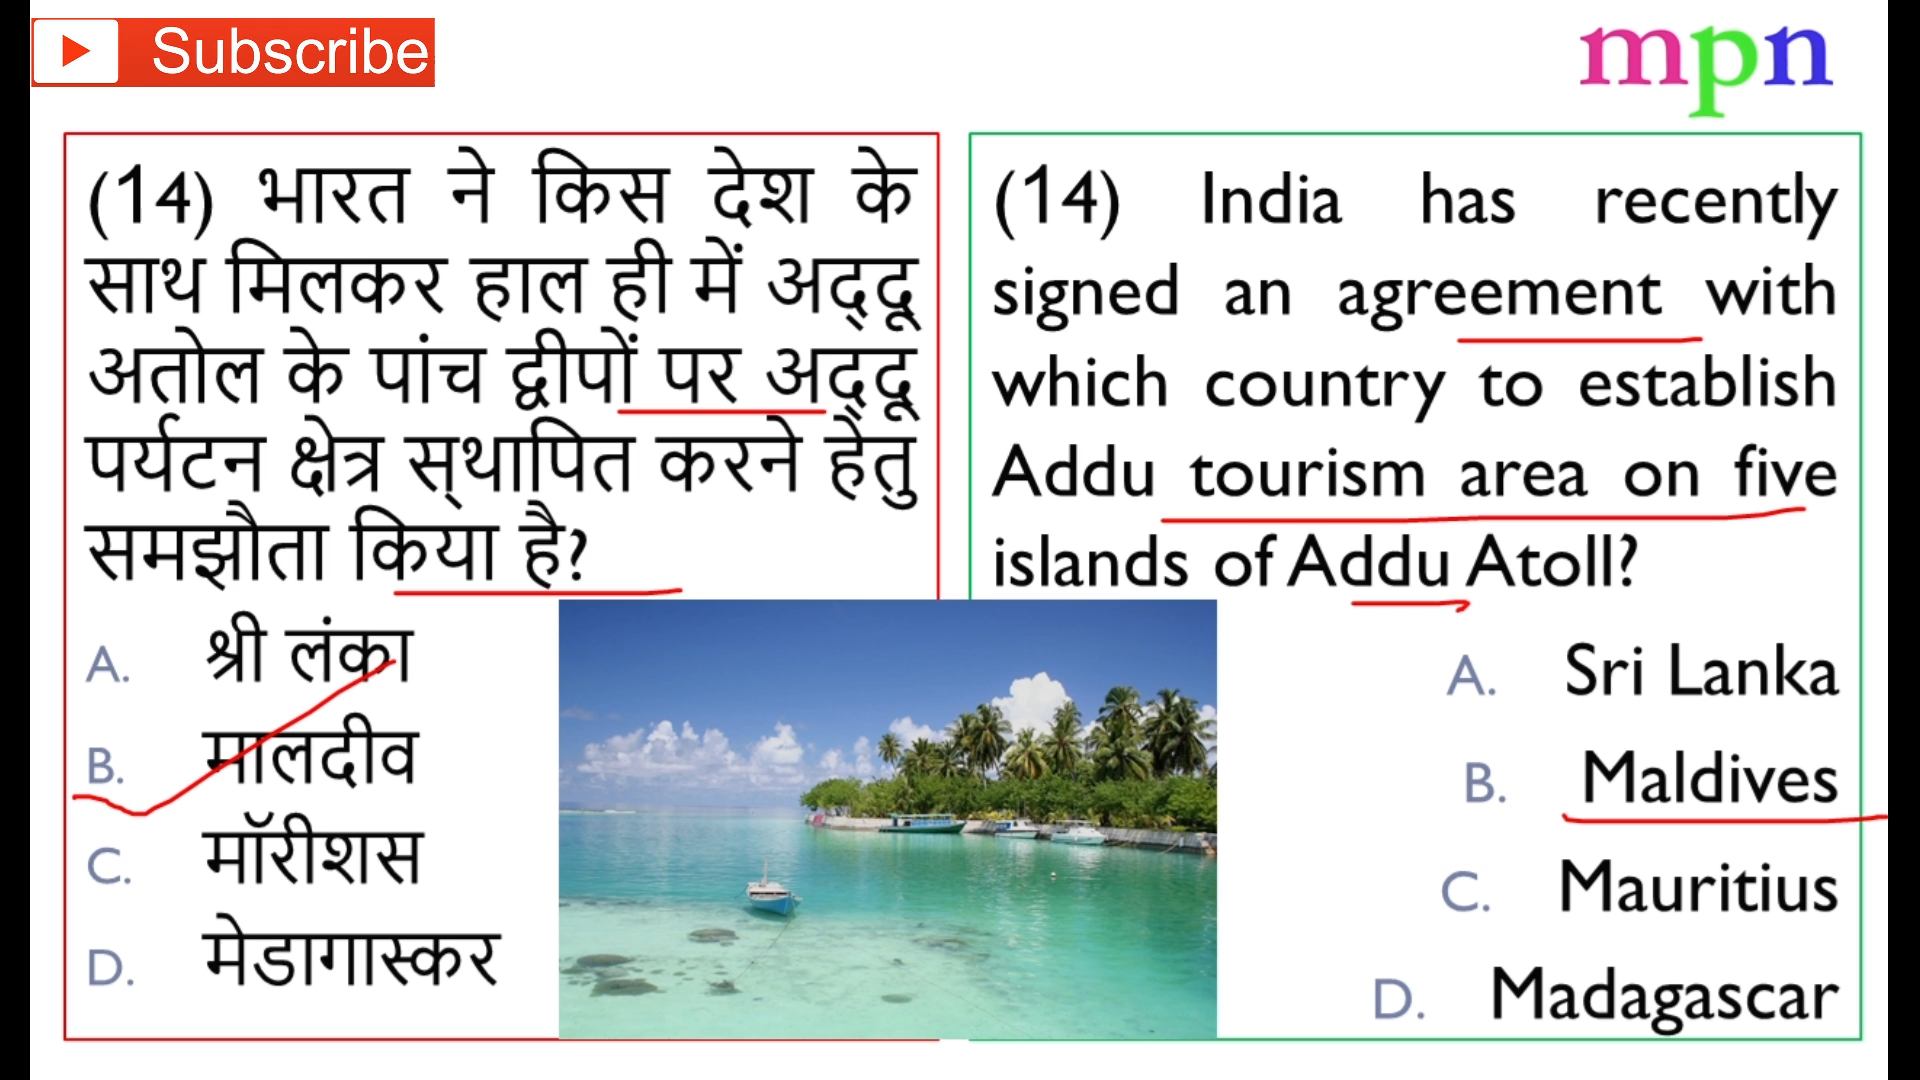 Subscribe
mpn
(14) भारत ने किस देश के
साथ मिलकर हाल ही में अद्दू
अतोल के पांच द्वीपों पर अद्दू
पर्यटन क्षेत्र स्थापित करने हेतु
समझौता किया है?
A. श्री लंका
B. मालदीव
C. मॉरीशस
D. मेडागास्कर
(14) India has recently
signed an agreement with
which country to establish
Addu tourism area on five
islands of Addu Atoll?
A. Sri Lanka
B. Maldives
C. Mauritius
D. Madagascar